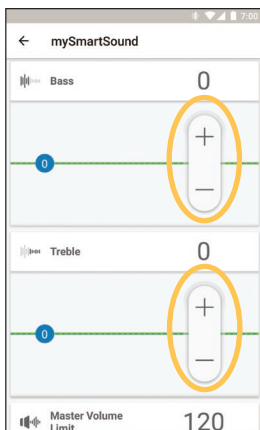 7:00
← mySmartSound
Bass 0
+
0
−
Treble 0
+
0
−
Master Volume 120
Limit